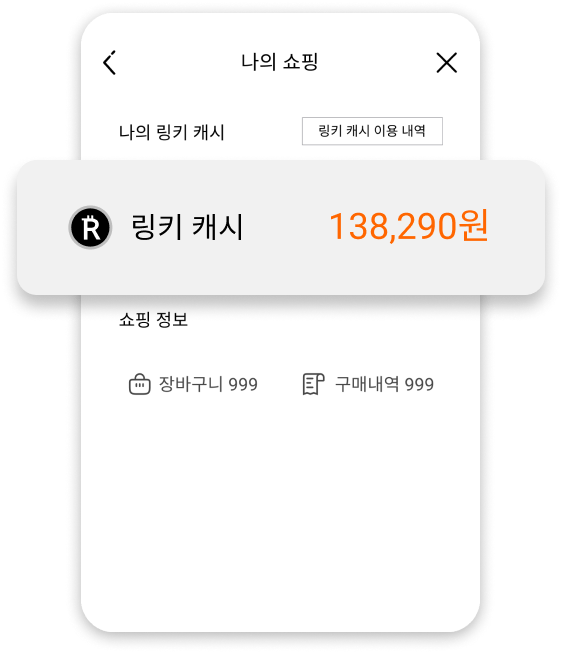 나의 쇼핑
나의 링키 캐시
링키 캐시 이용 내역
링키 캐시 138,290원
쇼핑 정보
장바구니 999
구매내역 999